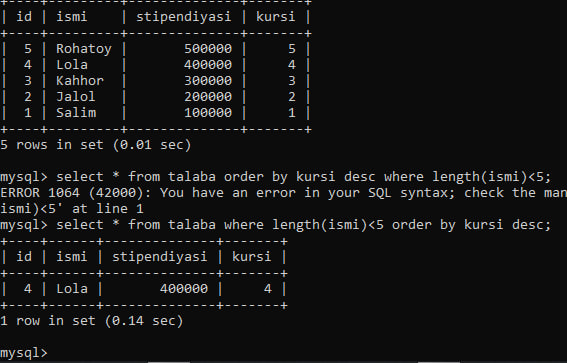 +----+---------+--------------+-------+
| id | ismi    | stipendiyasi | kursi |
+----+---------+--------------+-------+
|  5 | Rohatoy |       500000 |     5 |
|  4 | Lola    |       400000 |     4 |
|  3 | Kahhor  |       300000 |     3 |
|  2 | Jalol   |       200000 |     2 |
|  1 | Salim   |       100000 |     1 |
+----+---------+--------------+-------+
5 rows in set (0.01 sec)
mysql> select * from talaba order by kursi desc where length(ismi)<5;
ERROR 1064 (42000): You have an error in your SQL syntax; check the man
ismi)<5' at line 1
mysql> select * from talaba where length(ismi)<5 order by kursi desc;
+----+------+--------------+-------+
| id | ismi | stipendiyasi | kursi |
+----+------+--------------+-------+
|  4 | Lola |       400000 |     4 |
+----+------+--------------+-------+
1 row in set (0.14 sec)
mysql>